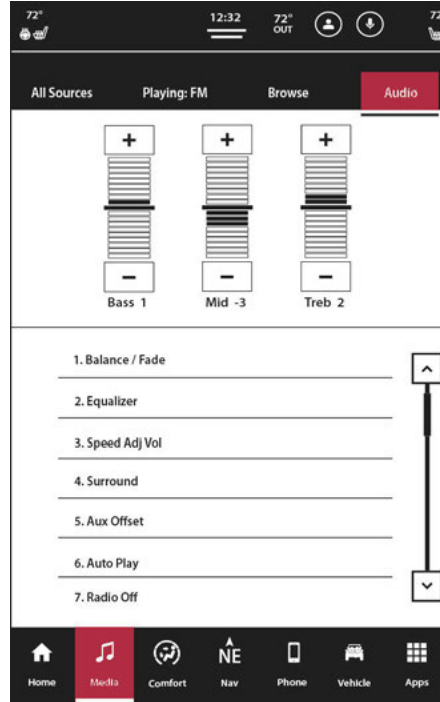 72° 12:32 72° 72
OUT
All Sources Playing: FM Browse Audio
+ + +
− − −
Bass 1 Mid -3 Treb 2
1. Balance / Fade
2. Equalizer
3. Speed Adj Vol
4. Surround
5. Aux Offset
6. Auto Play
7. Radio Off
NE
Home Media Comfort Nav Phone Vehicle Apps